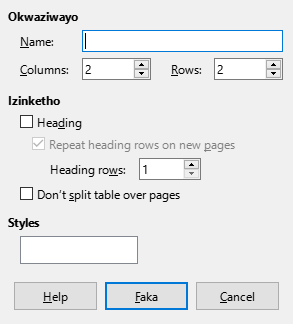 Okwaziwayo
Name:
Columns: 2 Rows: 2
Izinketho
Heading
Repeat heading rows on new pages
Heading rows: 1
Don't split table over pages
Styles
Help Faka Cancel